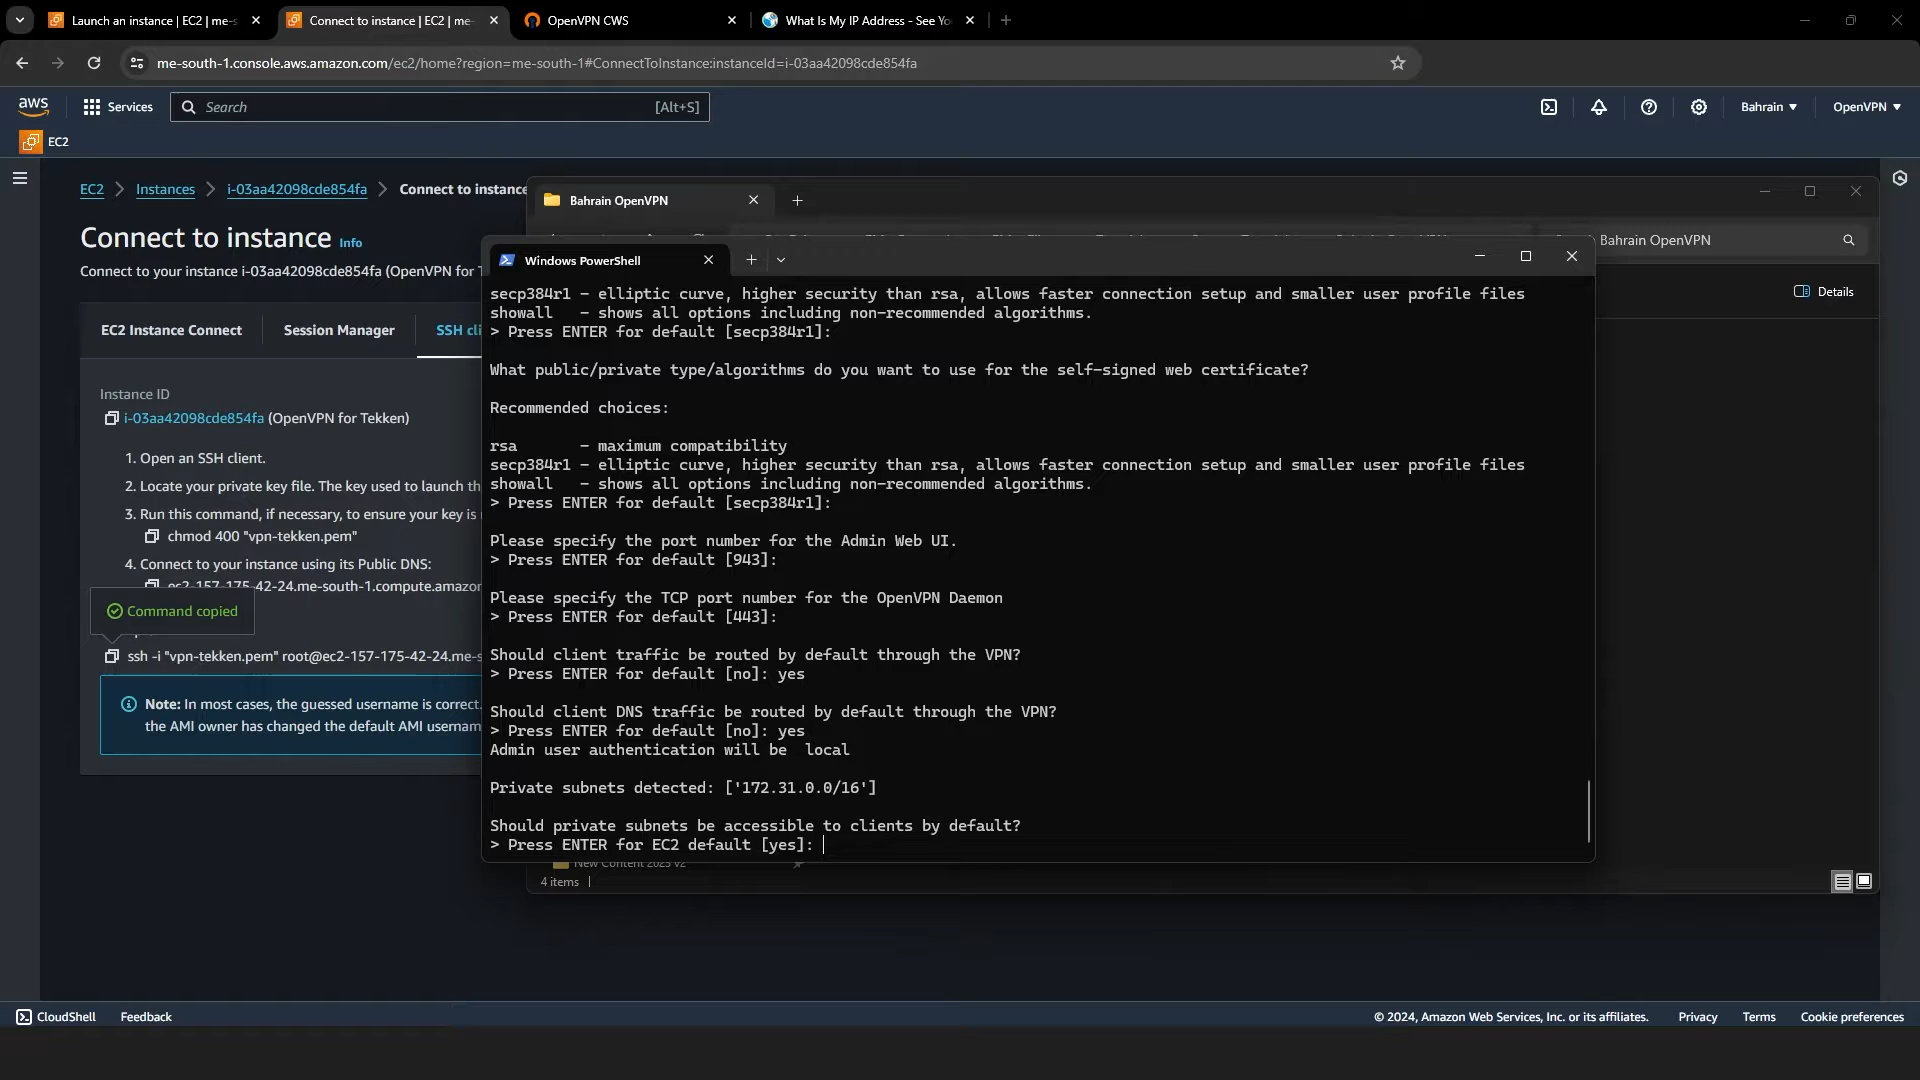 Launch an instance | EC2 | me-s
Connect to instance | EC2 | me-
OpenVPN CWS
What Is My IP Address - See Yo
me-south-1.console.aws.amazon.com/ec2/home?region=me-south-1#ConnectToInstance:instanceId=i-03aa42098cde854fa
aws
Services
Search
[Alt+S]
Bahrain
OpenVPN
EC2
EC2
Instances
i-03aa42098cde854fa
Connect to instance
Bahrain OpenVPN
Connect to instance Info
Bahrain OpenVPN
Connect to your instance i-03aa42098cde854fa (OpenVPN for T
Windows PowerShell
Details
EC2 Instance Connect
Session Manager
SSH cli
secp384r1 - elliptic curve, higher security than rsa, allows faster connection setup and smaller user profile files
showall - shows all options including non-recommended algorithms.
> Press ENTER for default [secp384r1]:
What public/private type/algorithms do you want to use for the self-signed web certificate?
Recommended choices:
rsa - maximum compatibility
secp384r1 - elliptic curve, higher security than rsa, allows faster connection setup and smaller user profile files
showall - shows all options including non-recommended algorithms.
> Press ENTER for default [secp384r1]:
Please specify the port number for the Admin Web UI.
> Press ENTER for default [943]:
Please specify the TCP port number for the OpenVPN Daemon
> Press ENTER for default [443]:
Should client traffic be routed by default through the VPN?
> Press ENTER for default [no]: yes
Should client DNS traffic be routed by default through the VPN?
> Press ENTER for default [no]: yes
Admin user authentication will be local
Private subnets detected: ['172.31.0.0/16']
Should private subnets be accessible to clients by default?
> Press ENTER for EC2 default [yes]:
Instance ID
i-03aa42098cde854fa (OpenVPN for Tekken)
1. Open an SSH client.
2. Locate your private key file. The key used to launch th
3. Run this command, if necessary, to ensure your key is
chmod 400 "vpn-tekken.pem"
4. Connect to your instance using its Public DNS:
ec2-157-175-42-24.me-south-1.compute.amazon
Command copied
ssh -i "vpn-tekken.pem" root@ec2-157-175-42-24.me-s
Note: In most cases, the guessed username is correct.
the AMI owner has changed the default AMI usernam
New Content 2023 v2
4 items
CloudShell
Feedback
© 2024, Amazon Web Services, Inc. or its affiliates.
Privacy
Terms
Cookie preferences